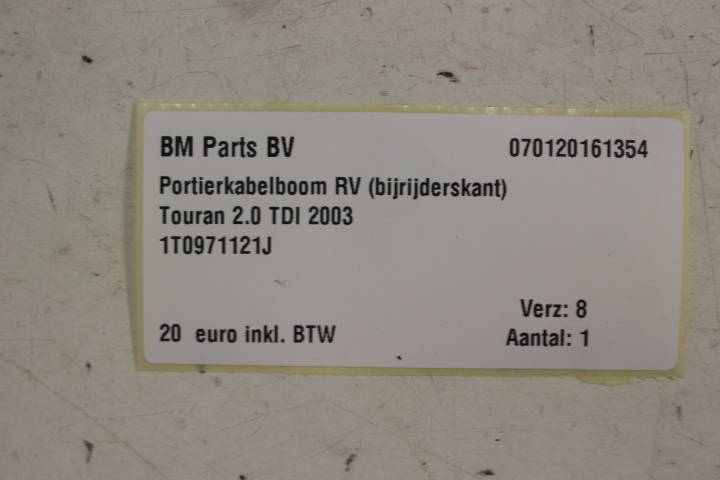 BM Parts BV 070120161354
Portierkabelboom RV (bijrijderskant)
Touran 2.0 TDI 2003
1T0971121J
Verz: 8
20 euro inkl. BTW Aantal: 1